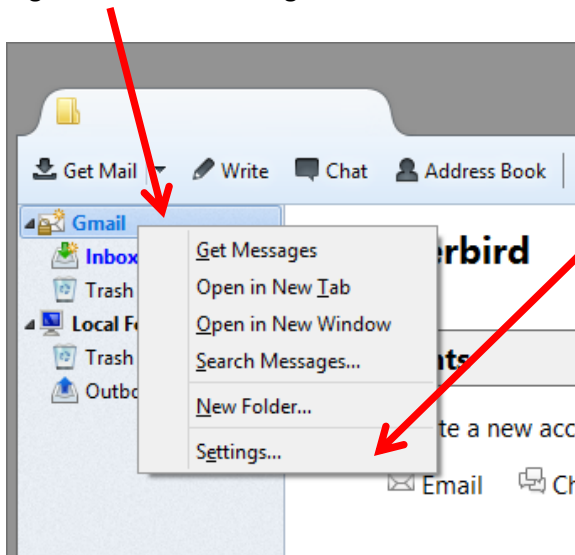 Get Mail Write Chat Address Book
Gmail
Inbox
Trash
Local Fo
Trash
Outbo
Get Messages
Open in New Tab
Open in New Window
Search Messages...
New Folder...
Settings...
erbird
nts
te a new acc
Email Ch